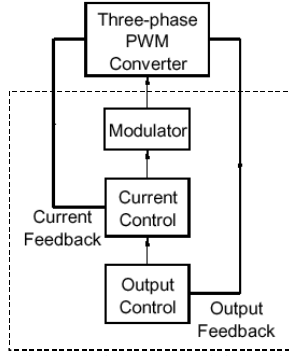 Three-phase
PWM
Converter
Modulator
Current
Control
Current
Feedback
Output
Control
Output
Feedback